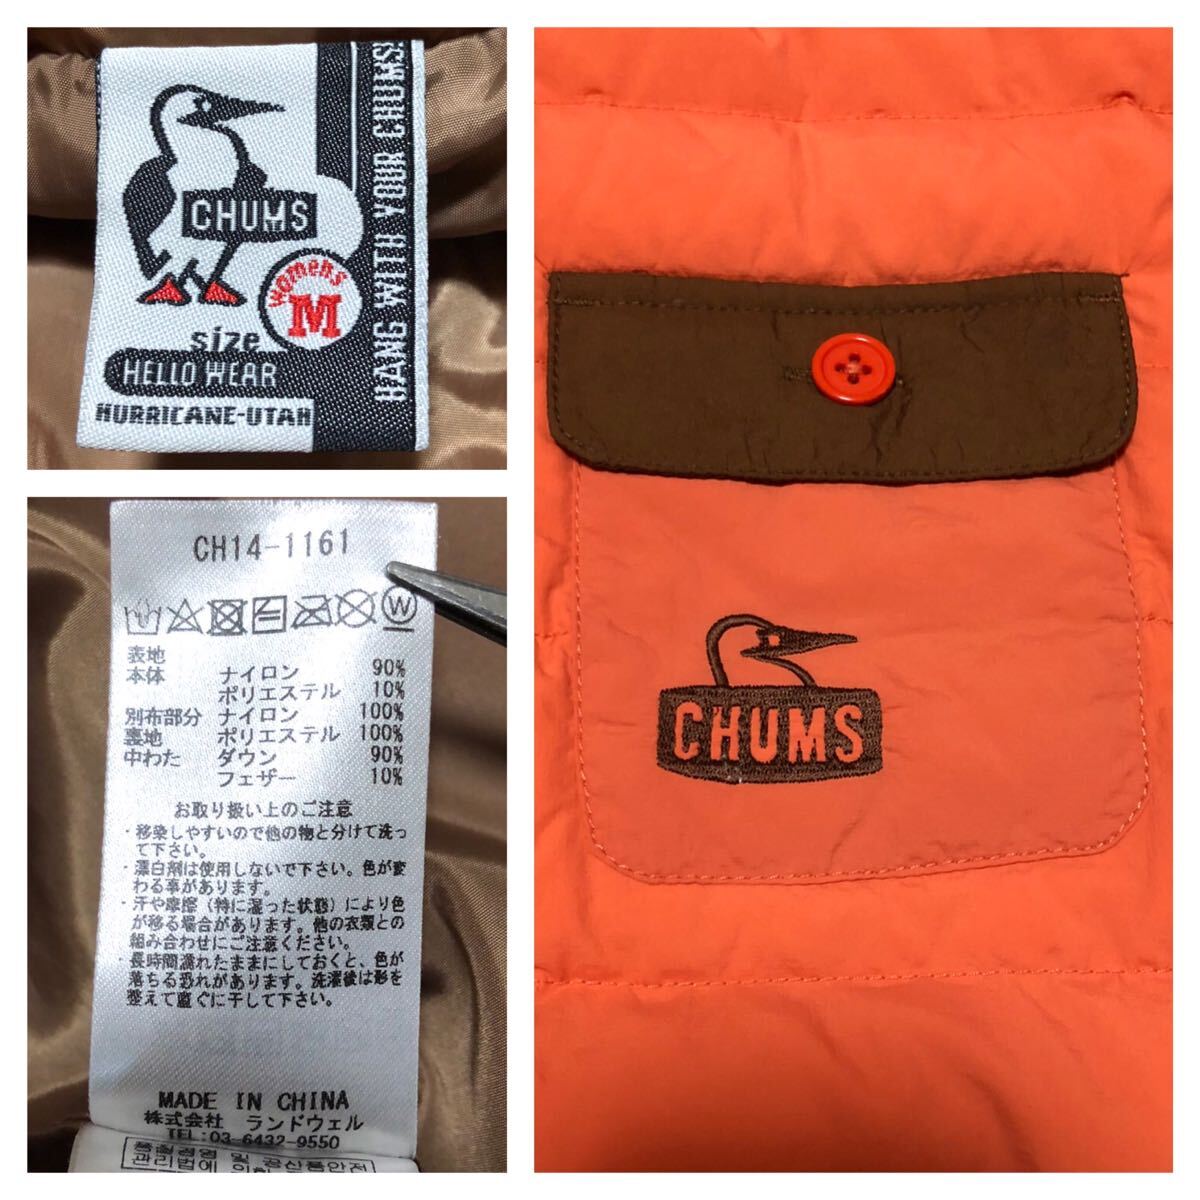 CHUMS
women's
M
size
HELLO WEAR
HURRICANE-UTAH
HANG WITH YOUR CHUMS!
CH14-1161
W
表地
本体 ナイロン 90%
ポリエステル 10%
別布部分 ナイロン 100%
裏地 ポリエステル 100%
中わた ダウン 90%
フェザー 10%
お取り扱い上のご注意
・移染しやすいので他の物と分けて洗っ
て下さい。
・漂白剤は使用しないで下さい。色が変
わる事があります。
・汗や摩擦（特に湿った状態）により色
が移る場合があります。他の衣類との
組み合わせにご注意ください。
・長時間濡れたままにしておくと、色が
落ちる恐れがあります。洗濯後は形を
整えて直ぐに干して下さい。
MADE IN CHINA
株式会社 ランドウェル
TEL:03-6432-9550
CHUMS